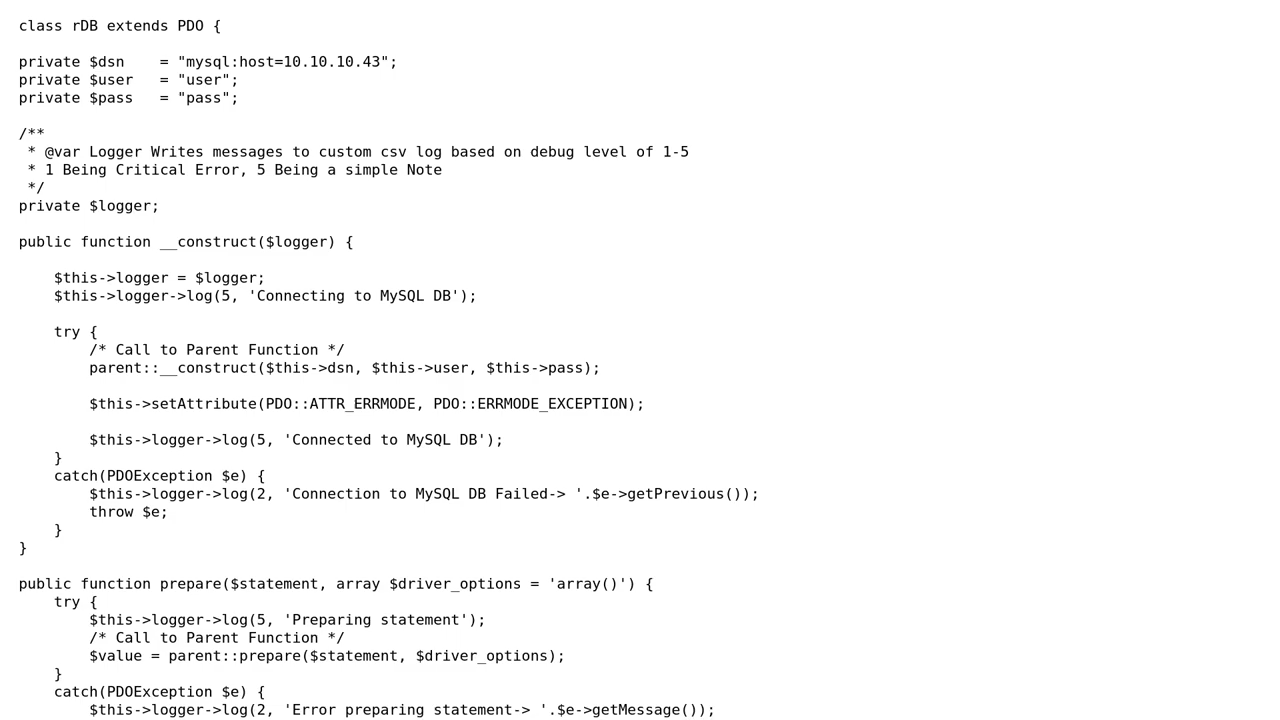 class rDB extends PDO {
private $dsn    = "mysql:host=10.10.10.43";
private $user   = "user";
private $pass   = "pass";
/**
 * @var Logger Writes messages to custom csv log based on debug level of 1-5
 * 1 Being Critical Error, 5 Being a simple Note
 */
private $logger;
public function __construct($logger) {
    $this->logger = $logger;
    $this->logger->log(5, 'Connecting to MySQL DB');
    try {
        /* Call to Parent Function */
        parent::__construct($this->dsn, $this->user, $this->pass);
        $this->setAttribute(PDO::ATTR_ERRMODE, PDO::ERRMODE_EXCEPTION);
        $this->logger->log(5, 'Connected to MySQL DB');
    }
    catch(PDOException $e) {
        $this->logger->log(2, 'Connection to MySQL DB Failed-> '.$e->getPrevious());
        throw $e;
    }
}
public function prepare($statement, array $driver_options = 'array()') {
    try {
        $this->logger->log(5, 'Preparing statement');
        /* Call to Parent Function */
        $value = parent::prepare($statement, $driver_options);
    }
    catch(PDOException $e) {
        $this->logger->log(2, 'Error preparing statement-> '.$e->getMessage());